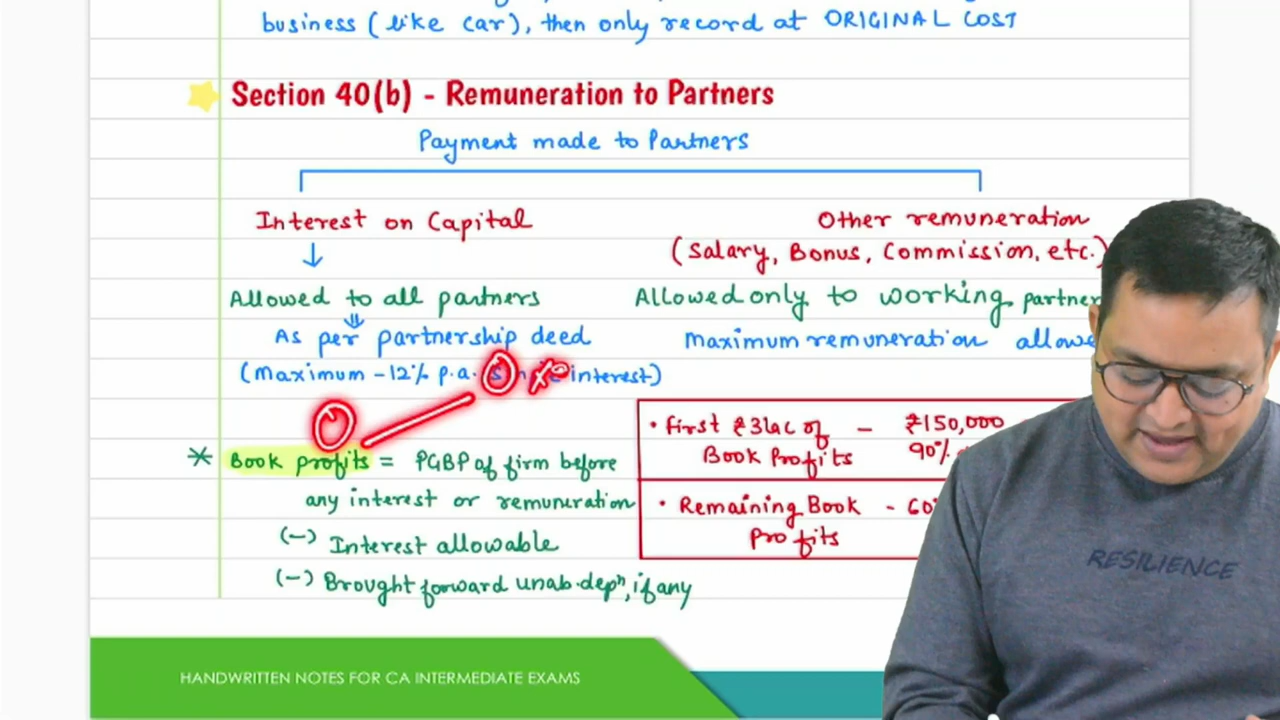 business (like car), then only record at ORIGINAL COST
Section 40(b) - Remuneration to Partners
Payment made to Partners
Interest on Capital
Allowed to all partners
As per partnership deed
(Maximum - 12% p.a. interest)
Other remuneration
(Salary, Bonus, Commission, etc.)
Allowed only to working
maximum remuneration
• First ₹3lac of Book Profits - ₹150,000
90%
• Remaining Book Profits -
* Book profits = PGBP of firm before
any interest or remuneration
(-) Interest allowable
(-) Brought forward unab. depⁿ, if any
HANDWRITTEN NOTES FOR CA INTERMEDIATE EXAMS
RESILIENCE